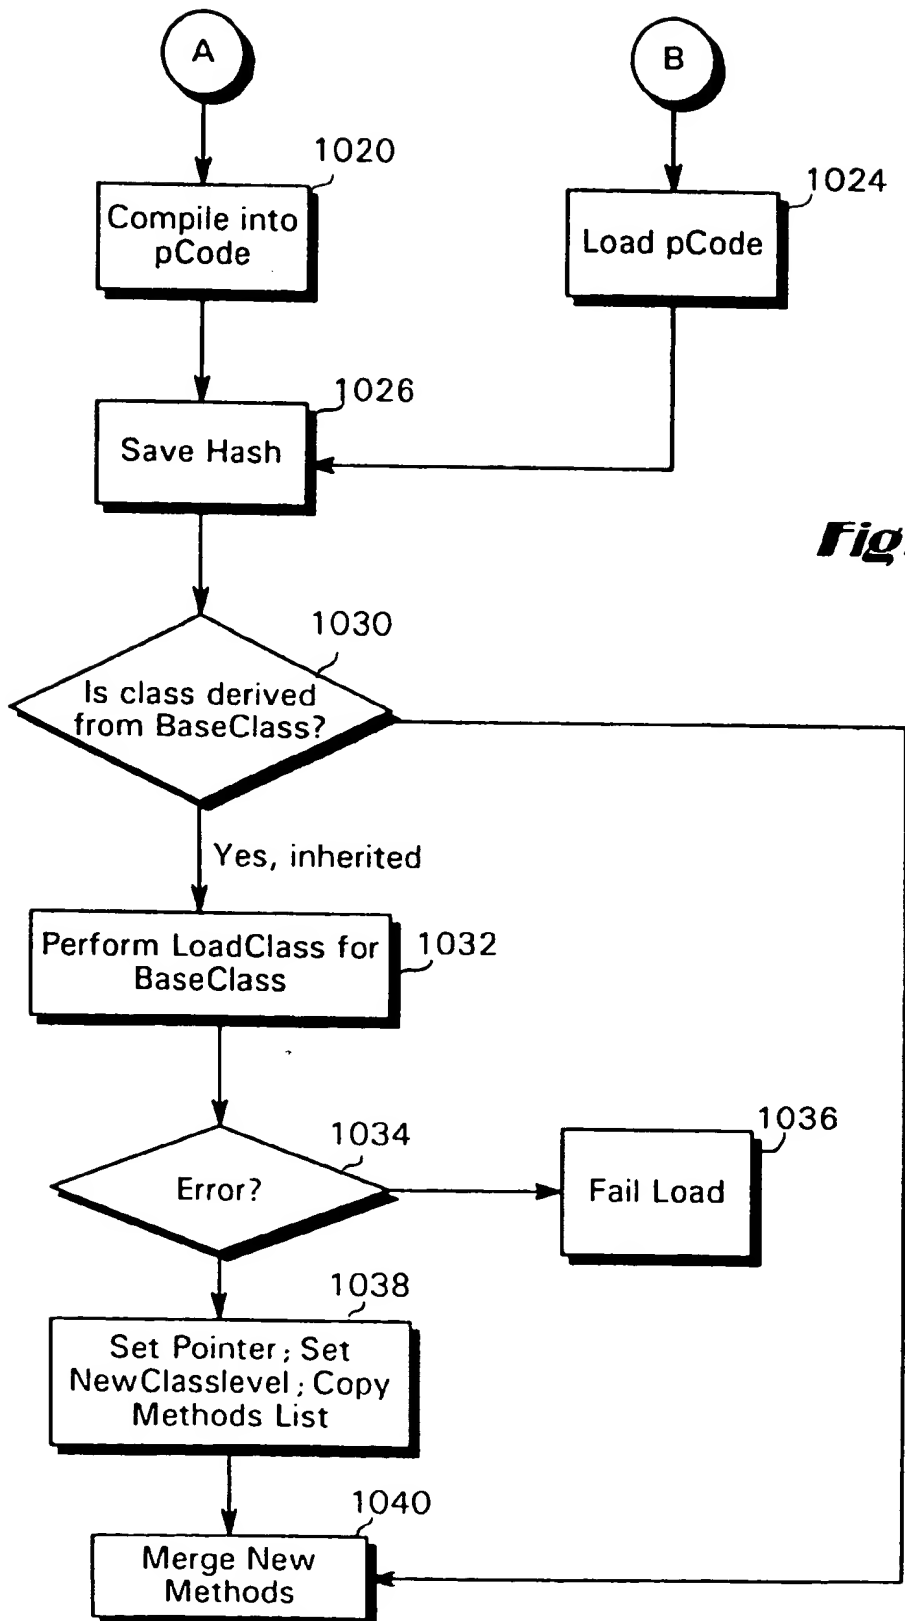 A
B
1020
Compile into
pCode
1024
Load pCode
1026
Save Hash
Fig.
1030
Is class derived
from BaseClass?
Yes, inherited
Perform LoadClass for
BaseClass
1032
1034
Error?
1036
Fail Load
1038
Set Pointer; Set
NewClasslevel; Copy
Methods List
1040
Merge New
Methods